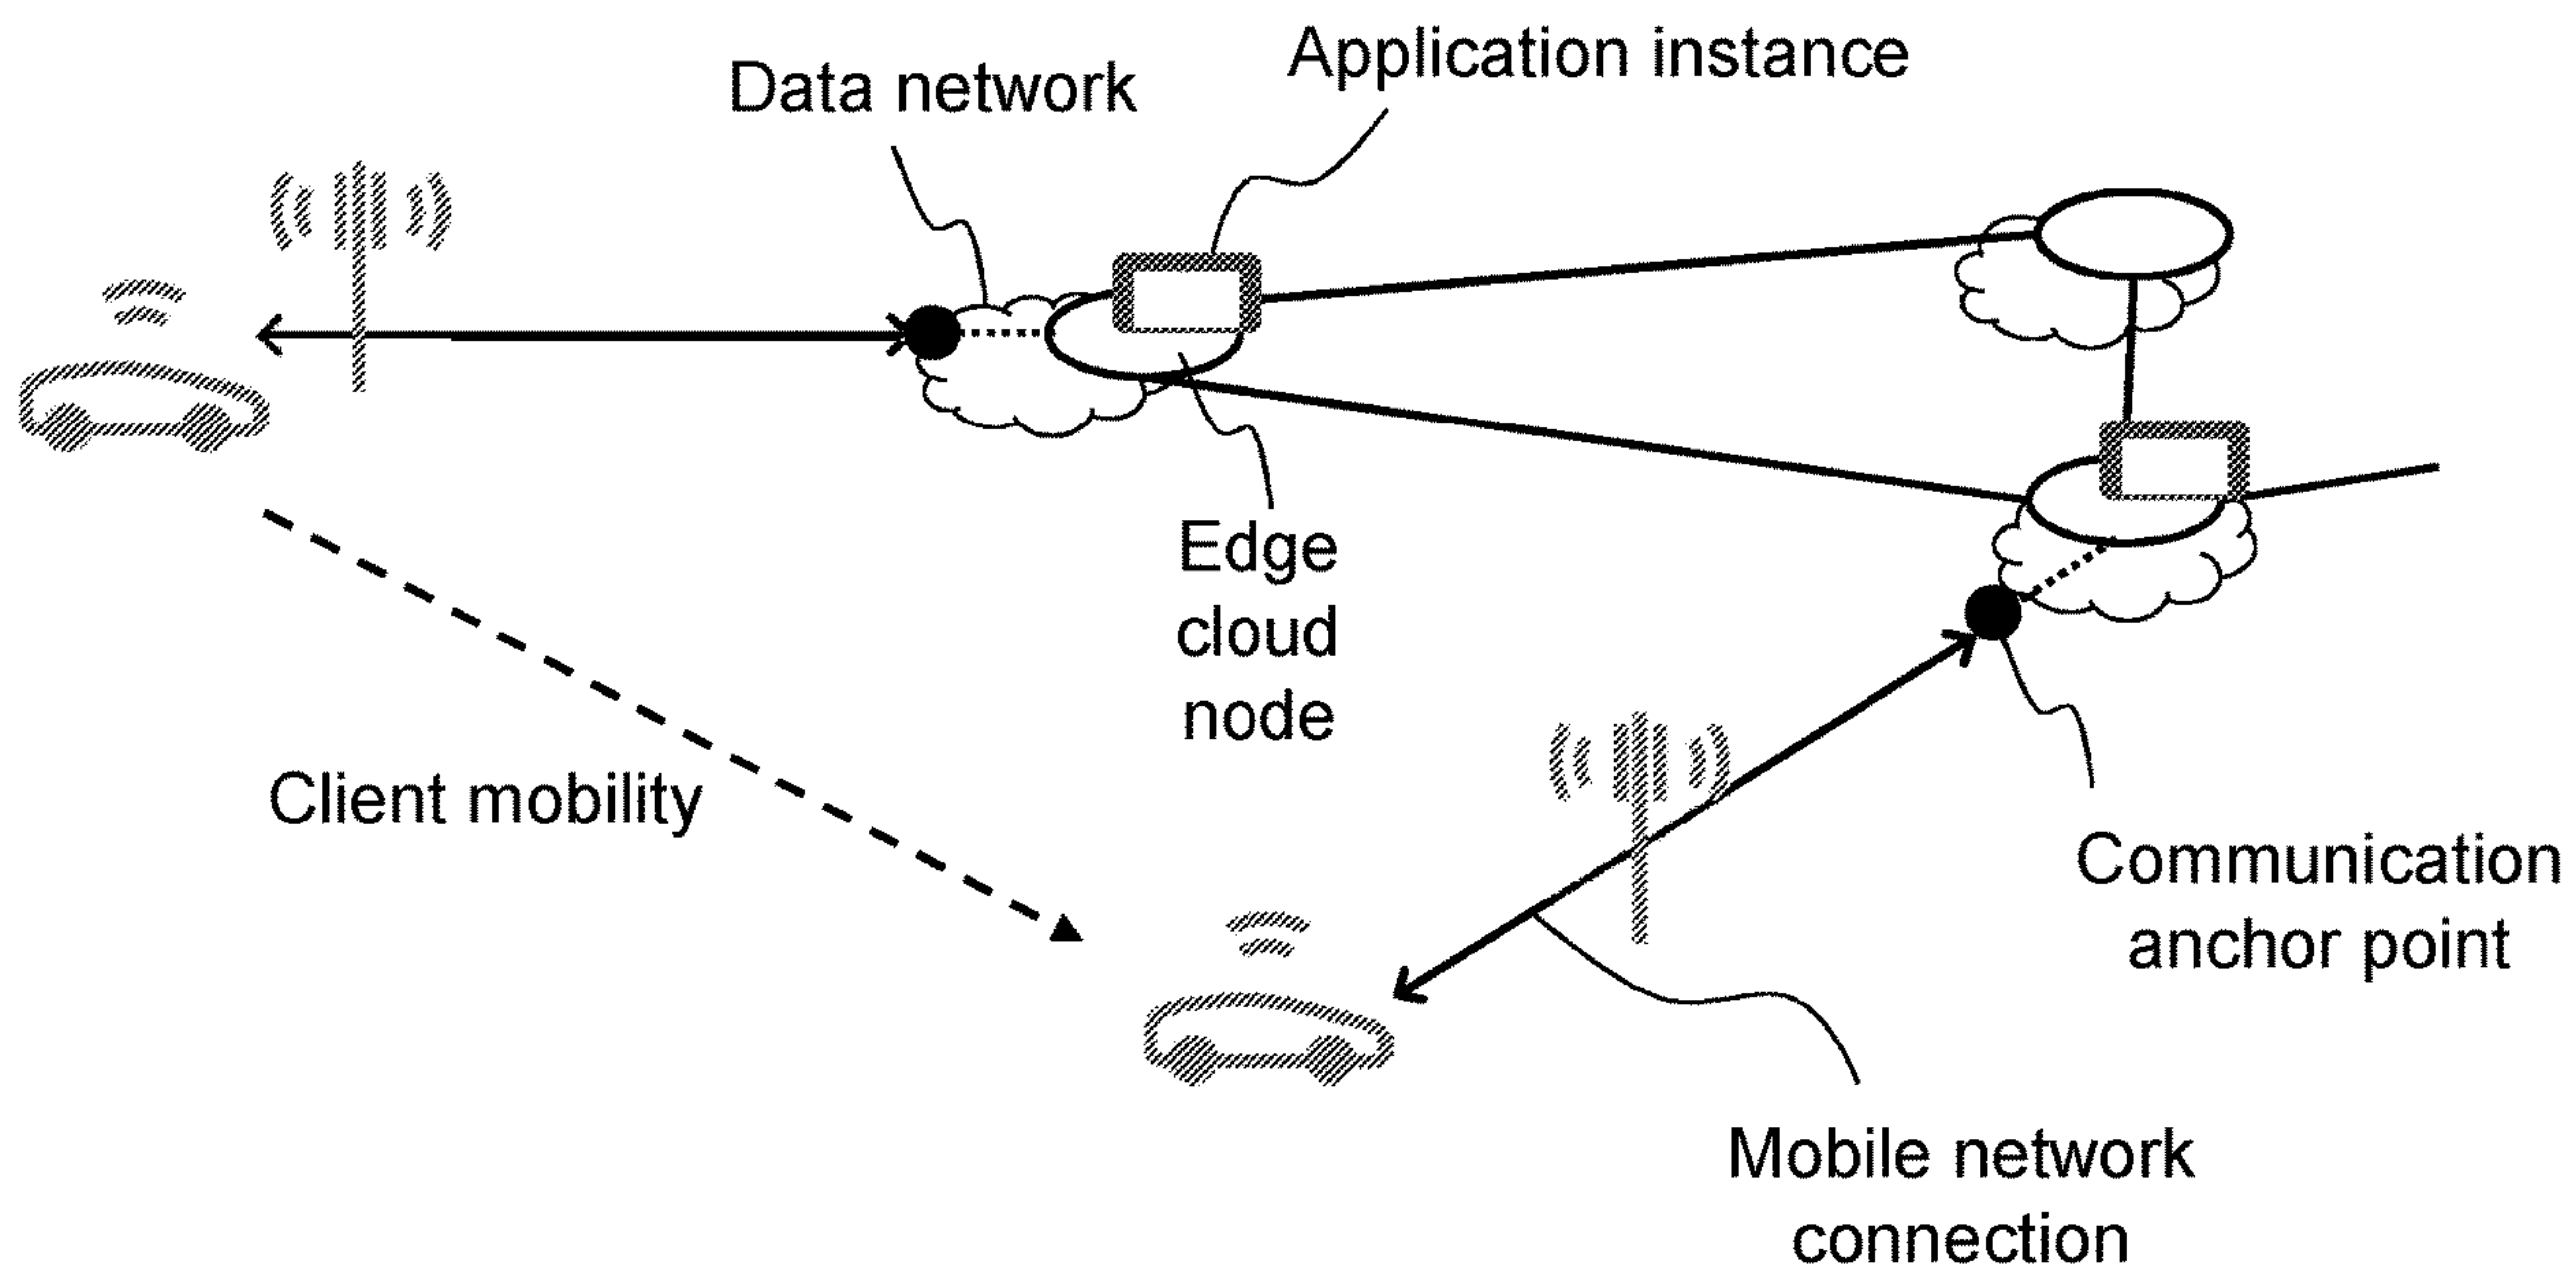 Application instance
Data network
Edge
cloud
node
Client mobility
Communication
anchor point
Mobile network
connection